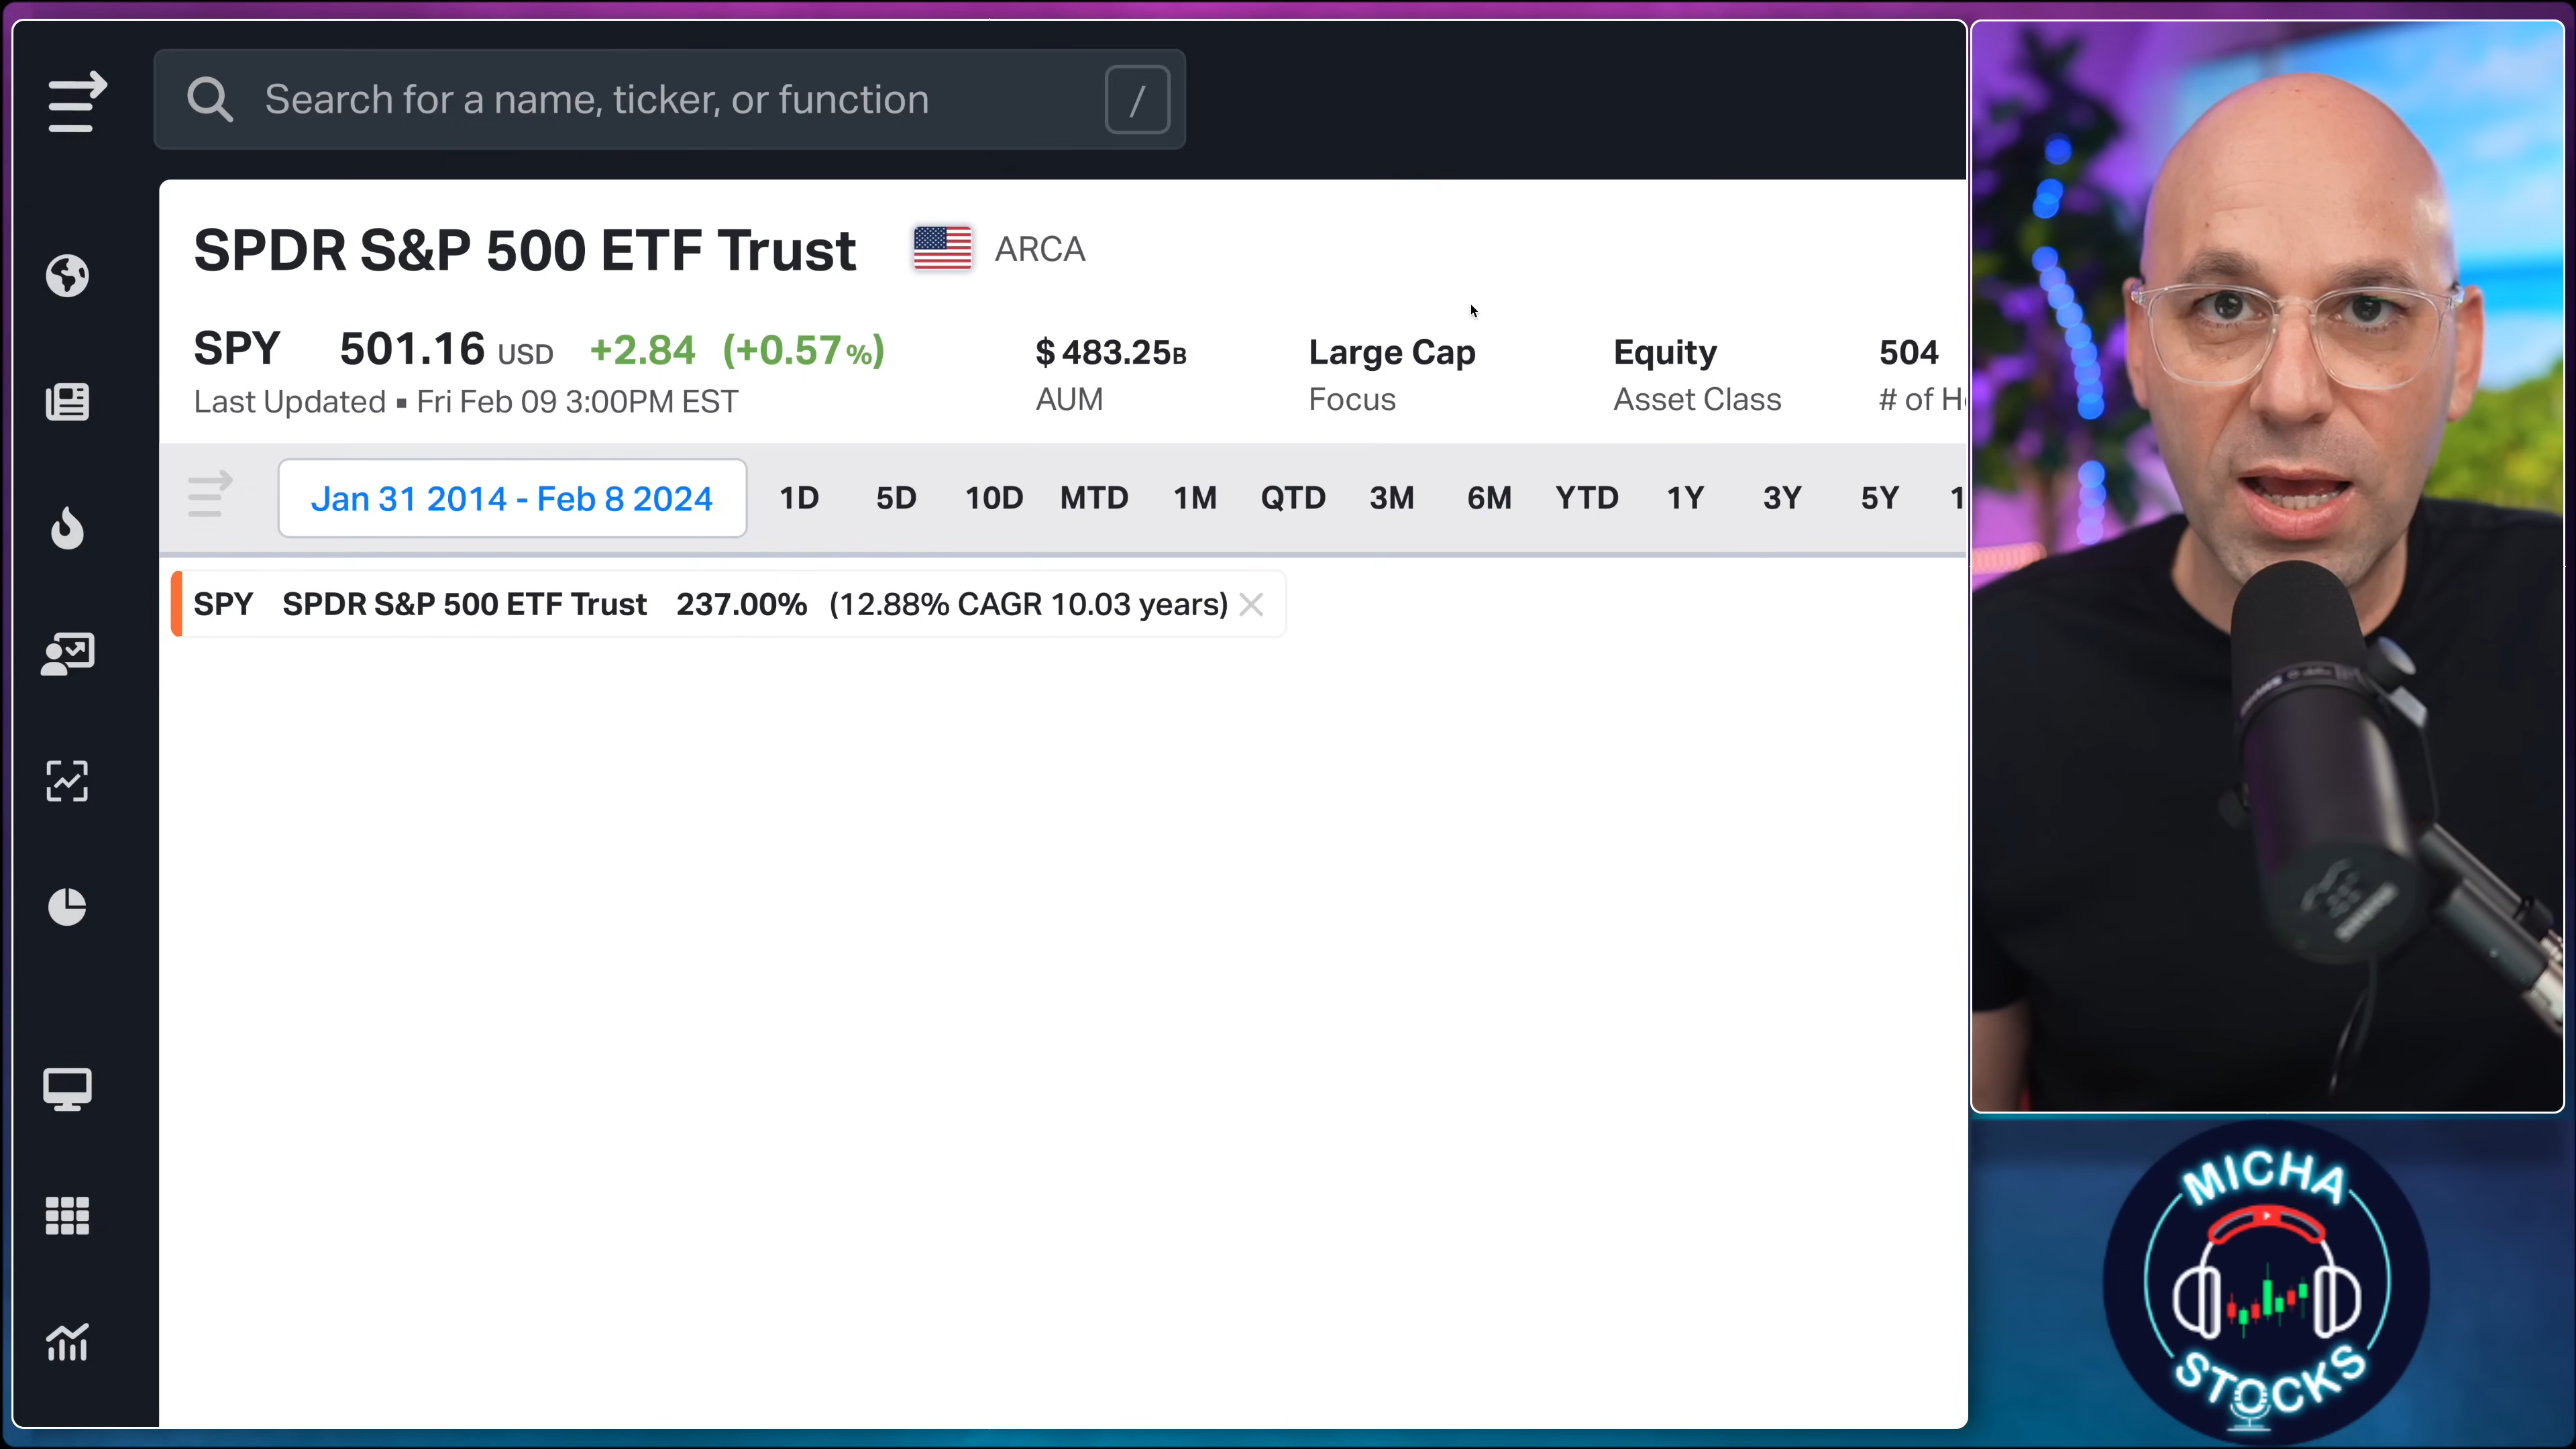 Search for a name, ticker, or function /
SPDR S&P 500 ETF Trust ARCA
SPY 501.16 USD +2.84 (+0.57%) $483.25B Large Cap Equity 504
Last Updated ▪ Fri Feb 09 3:00PM EST AUM Focus Asset Class # of H
Jan 31 2014 - Feb 8 2024 1D 5D 10D MTD 1M QTD 3M 6M YTD 1Y 3Y 5Y 1
SPY SPDR S&P 500 ETF Trust 237.00% (12.88% CAGR 10.03 years)
MICHA
STOCKS